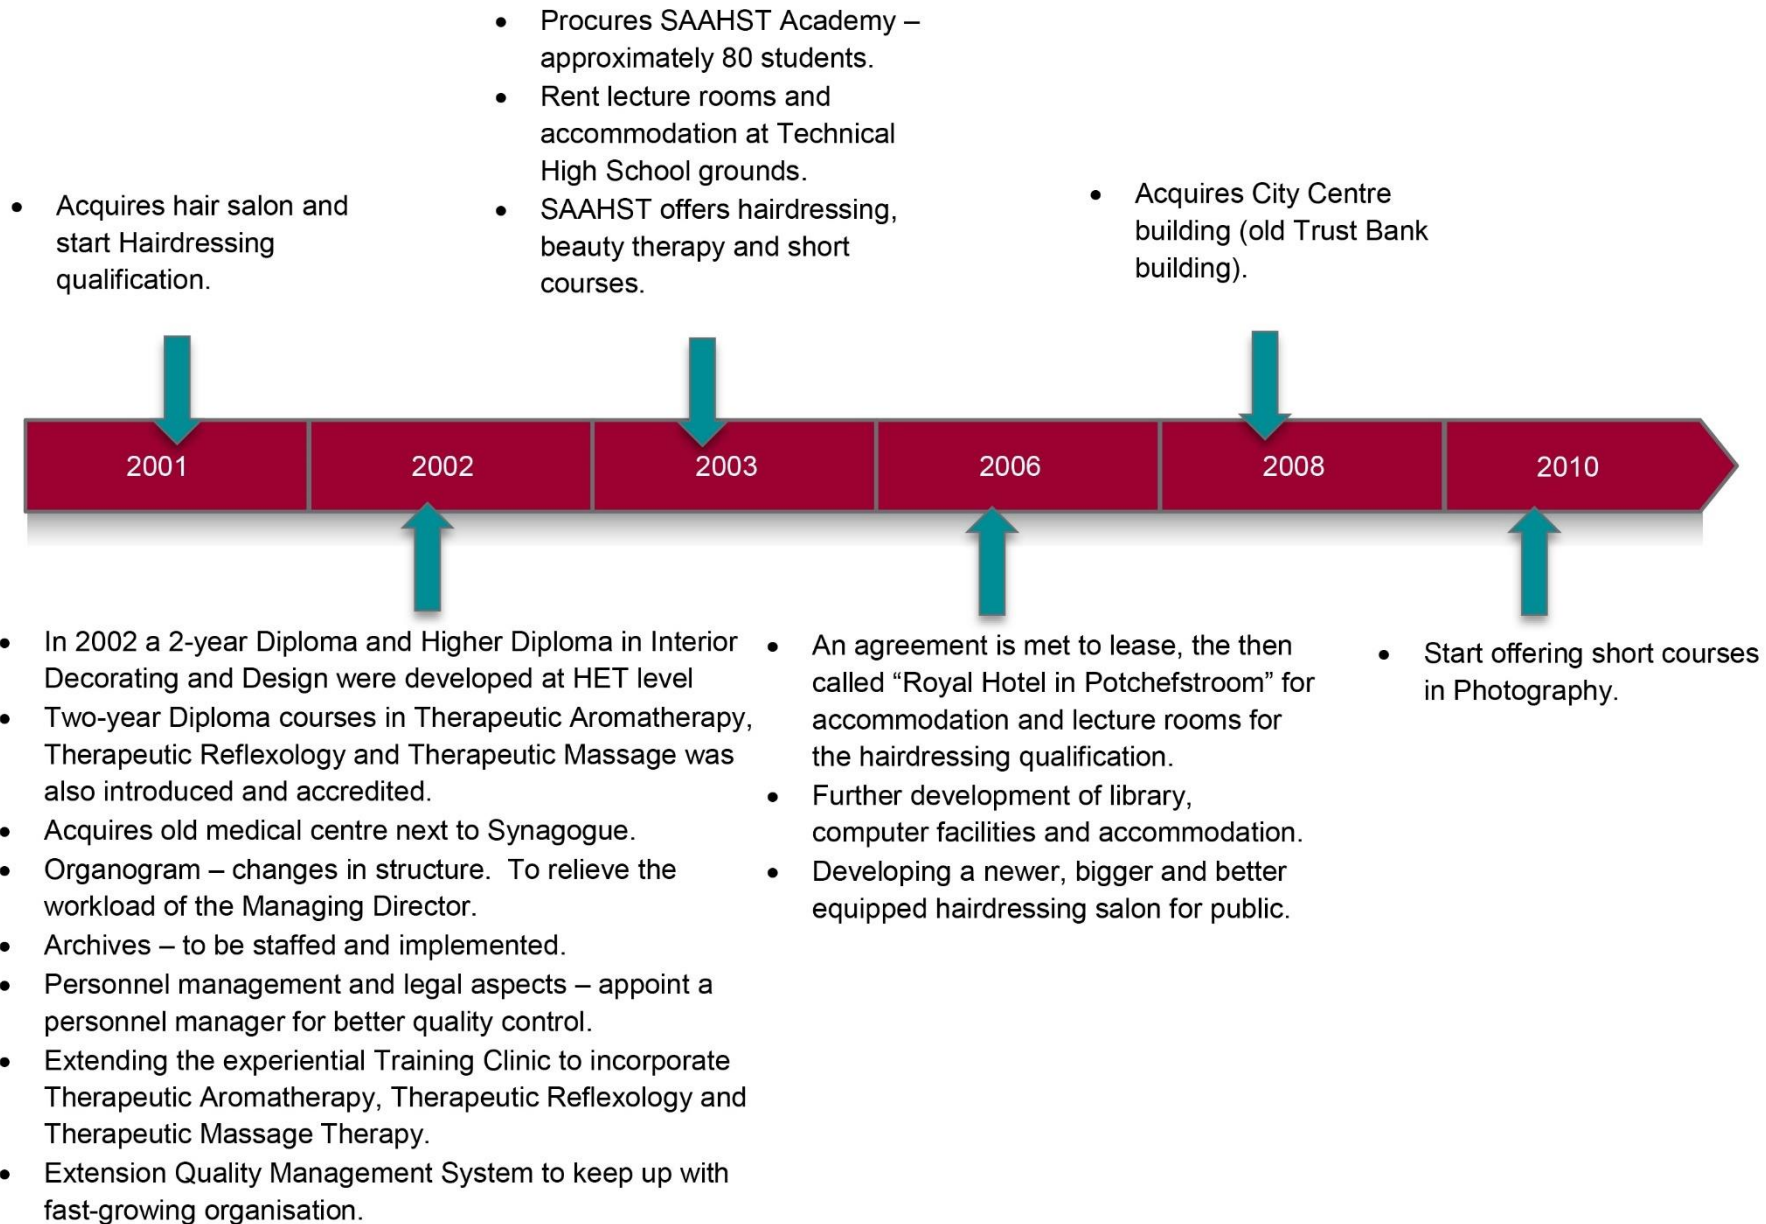 • Acquires hair salon and
start Hairdressing
qualification.
• Procures SAAHST Academy –
approximately 80 students.
• Rent lecture rooms and
accommodation at Technical
High School grounds.
• SAAHST offers hairdressing,
beauty therapy and short
courses.
• Acquires City Centre
building (old Trust Bank
building).
2001
2002
2003
2006
2008
2010
• In 2002 a 2-year Diploma and Higher Diploma in Interior
Decorating and Design were developed at HET level
• Two-year Diploma courses in Therapeutic Aromatherapy,
Therapeutic Reflexology and Therapeutic Massage was
also introduced and accredited.
• Acquires old medical centre next to Synagogue.
• Organogram – changes in structure.  To relieve the
workload of the Managing Director.
• Archives – to be staffed and implemented.
• Personnel management and legal aspects – appoint a
personnel manager for better quality control.
• Extending the experiential Training Clinic to incorporate
Therapeutic Aromatherapy, Therapeutic Reflexology and
Therapeutic Massage Therapy.
• Extension Quality Management System to keep up with
fast-growing organisation.
• An agreement is met to lease, the then
called “Royal Hotel in Potchefstroom” for
accommodation and lecture rooms for
the hairdressing qualification.
• Further development of library,
computer facilities and accommodation.
• Developing a newer, bigger and better
equipped hairdressing salon for public.
• Start offering short courses
in Photography.